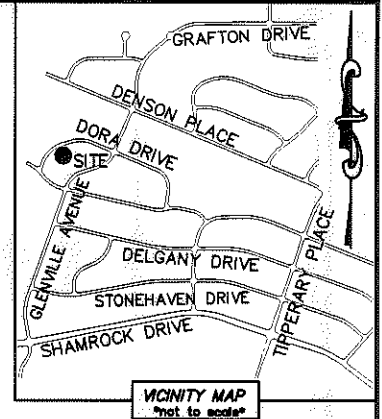 GRAFTON DRIVE
DENSON PLACE
DORA DRIVE
SITE
GLENVILLE AVENUE
DELGANY DRIVE
TIPPERARY PLACE
STONEHAVEN DRIVE
SHAMROCK DRIVE
VICINITY MAP
*not to scale*